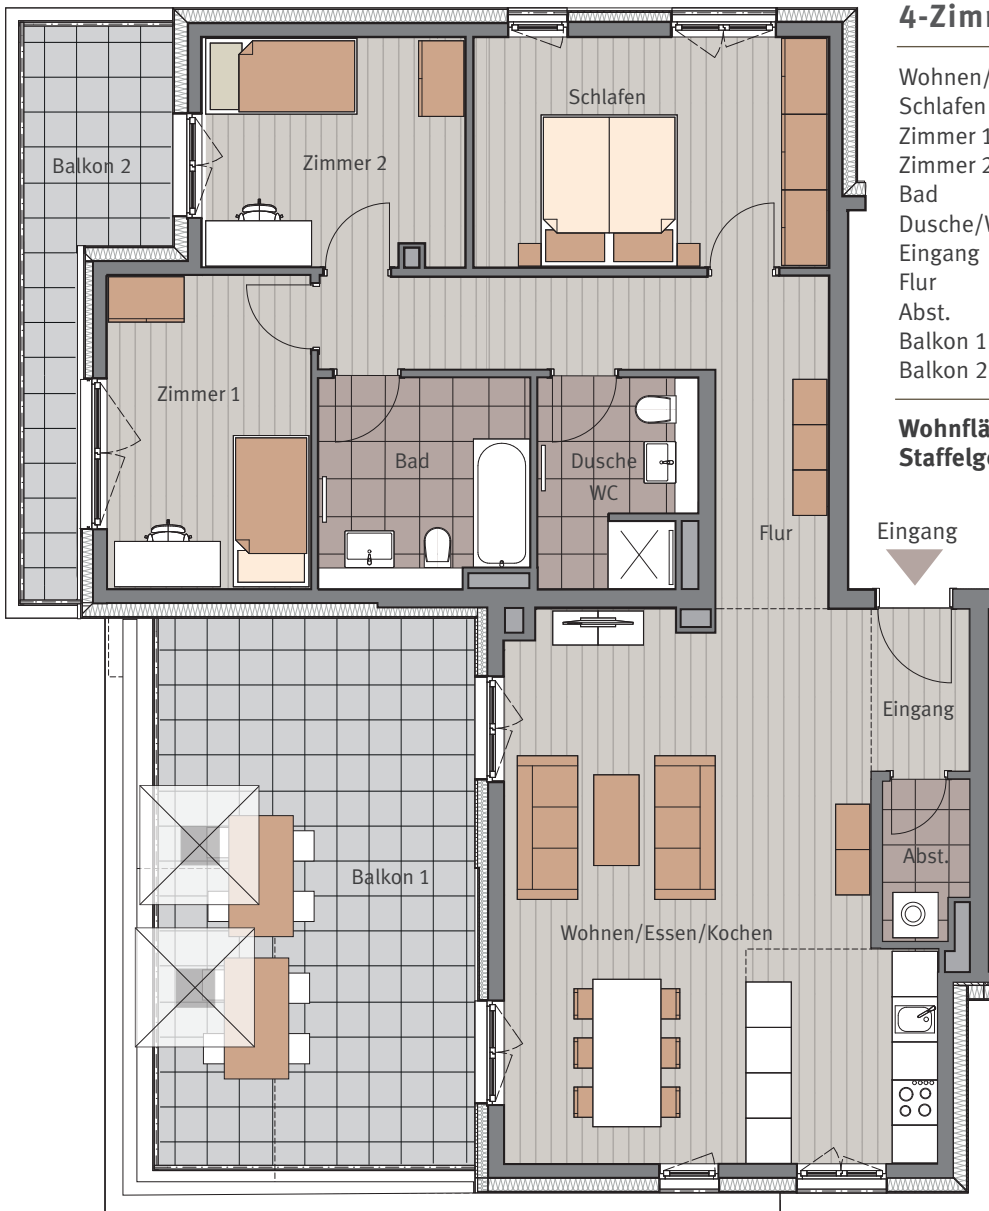 4-Zimm
Wohnen/
Schlafen
Zimmer 1
Zimmer 2
Bad
Dusche/W
Eingang
Flur
Abst.
Balkon 1
Balkon 2
Wohnflä
Staffelge
Schlafen
Zimmer 2
Balkon 2
Zimmer 1
Bad
Dusche
WC
Flur
Eingang
Eingang
Abst.
Balkon 1
Wohnen/Essen/Kochen